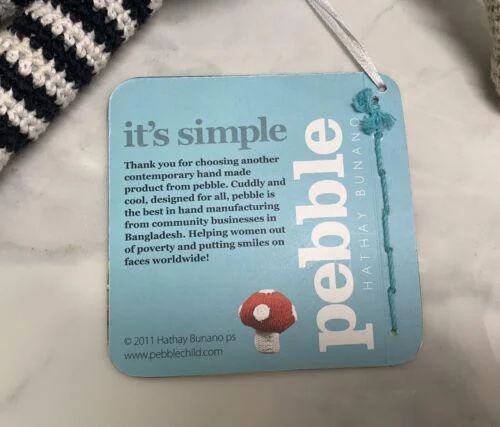 it's simple
Thank you for choosing another
contemporary hand made
product from pebble. Cuddly and
cool, designed for all, pebble is
the best in hand manufacturing
from community businesses in
Bangladesh. Helping women out
of poverty and putting smiles on
faces worldwide!
© 2011 Hathay Bunano ps
www.pebblechild.com
pebble
HATHAY BUNANO